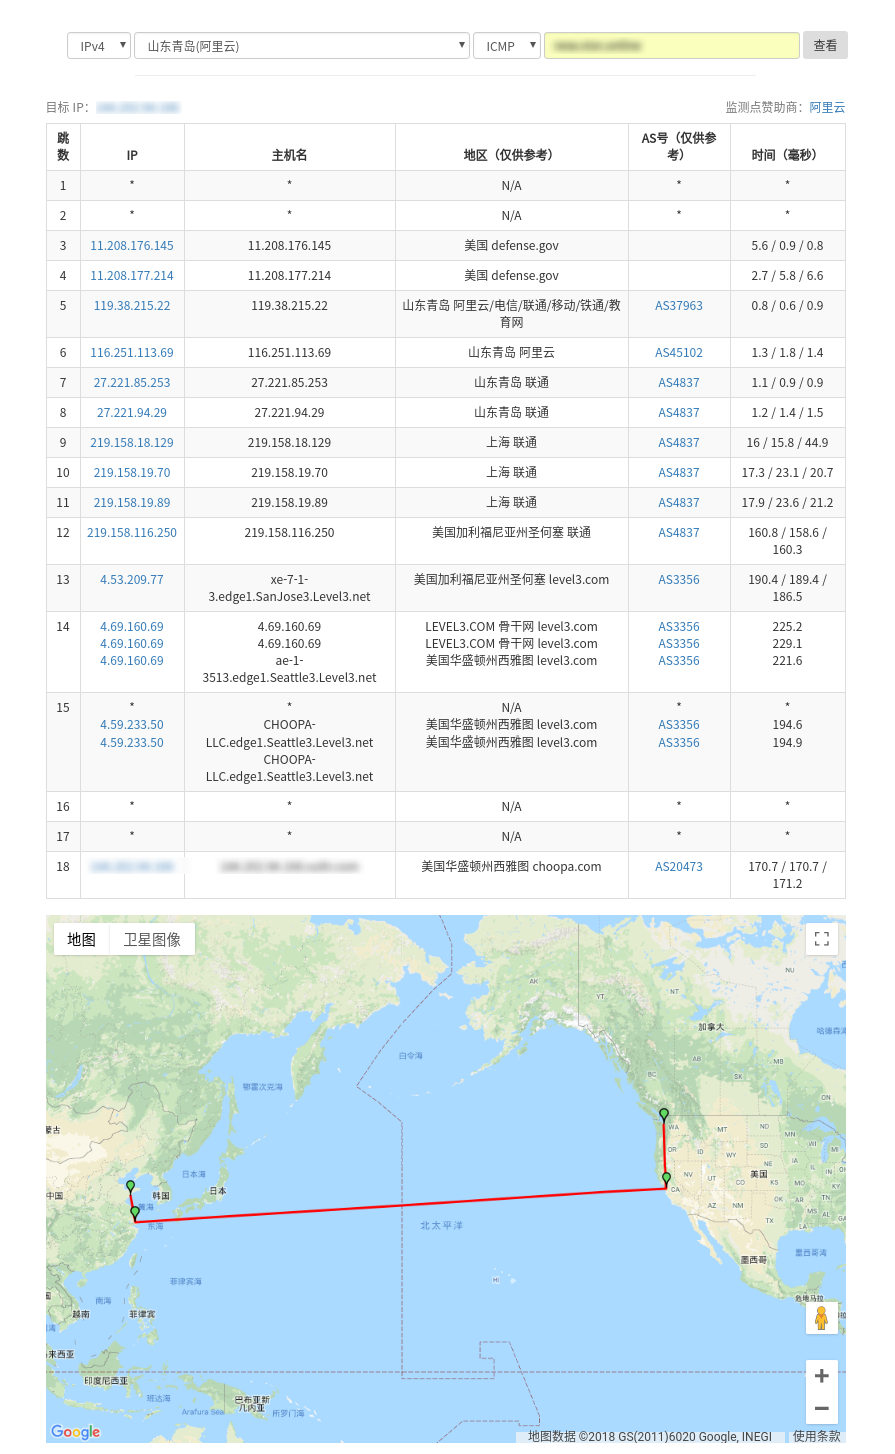 IPv4 山东青岛(阿里云) ICMP 查看
目标 IP:
监测点赞助商：阿里云
跳数 IP 主机名 地区（仅供参考） AS号（仅供参考） 时间（毫秒）
1 * * N/A * *
2 * * N/A * *
3 11.208.176.145 11.208.176.145 美国 defense.gov 5.6 / 0.9 / 0.8
4 11.208.177.214 11.208.177.214 美国 defense.gov 2.7 / 5.8 / 6.6
5 119.38.215.22 119.38.215.22 山东青岛 阿里云/电信/联通/移动/铁通/教育网 AS37963 0.8 / 0.6 / 0.9
6 116.251.113.69 116.251.113.69 山东青岛 阿里云 AS45102 1.3 / 1.8 / 1.4
7 27.221.85.253 27.221.85.253 山东青岛 联通 AS4837 1.1 / 0.9 / 0.9
8 27.221.94.29 27.221.94.29 山东青岛 联通 AS4837 1.2 / 1.4 / 1.5
9 219.158.18.129 219.158.18.129 上海 联通 AS4837 16 / 15.8 / 44.9
10 219.158.19.70 219.158.19.70 上海 联通 AS4837 17.3 / 23.1 / 20.7
11 219.158.19.89 219.158.19.89 上海 联通 AS4837 17.9 / 23.6 / 21.2
12 219.158.116.250 219.158.116.250 美国加利福尼亚州圣何塞 联通 AS4837 160.8 / 158.6 / 160.3
13 4.53.209.77 xe-7-1-3.edge1.SanJose3.Level3.net 美国加利福尼亚州圣何塞 level3.com AS3356 190.4 / 189.4 / 186.5
14 4.69.160.69 4.69.160.69 LEVEL3.COM 骨干网 level3.com AS3356 225.2
4.69.160.69 4.69.160.69 LEVEL3.COM 骨干网 level3.com AS3356 229.1
4.69.160.69 ae-1-3513.edge1.Seattle3.Level3.net 美国华盛顿州西雅图 level3.com AS3356 221.6
15 * * N/A * *
4.59.233.50 CHOOPA-LLC.edge1.Seattle3.Level3.net 美国华盛顿州西雅图 level3.com AS3356 194.6
4.59.233.50 CHOOPA-LLC.edge1.Seattle3.Level3.net 美国华盛顿州西雅图 level3.com AS3356 194.9
16 * * N/A * *
17 * * N/A * *
18 美国华盛顿州西雅图 choopa.com AS20473 170.7 / 170.7 / 171.2
地图 卫星图像
NU
AK
YT
NT
加拿大
哈德森
白令海
鄂霍次克海
BC
AB
SK
MB
ON
蒙古
WA
MT
ND
MN
OR
ID
WY
SD
WI
MI
日本海
中国
韩国
日本
NV
UT
CO
美国
NE
KS
IA
IL
IN
MO
OH
KY
WV
黄海
东海
CA
AZ
NM
OK
AR
TN
NC
TX
LA
MS
AL
GA
北太平洋
墨西哥
墨西哥湾
菲律宾海
HI
南海
越南
菲律宾
危地马拉
来西亚
印度尼西亚
班达海
巴布亚新几内亚
Arafura Sea
所罗门海
Google
地图数据 ©2018 GS(2011)6020 Google, INEGI 使用条款